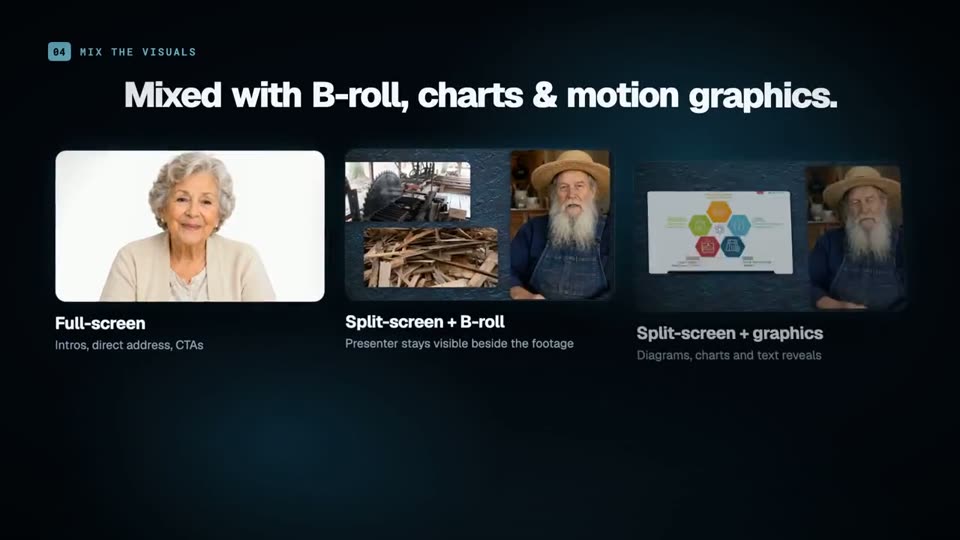 04 MIX THE VISUALS
Mixed with B-roll, charts & motion graphics.
Full-screen
Intros, direct address, CTAs
Split-screen + B-roll
Presenter stays visible beside the footage
Split-screen + graphics
Diagrams, charts and text reveals